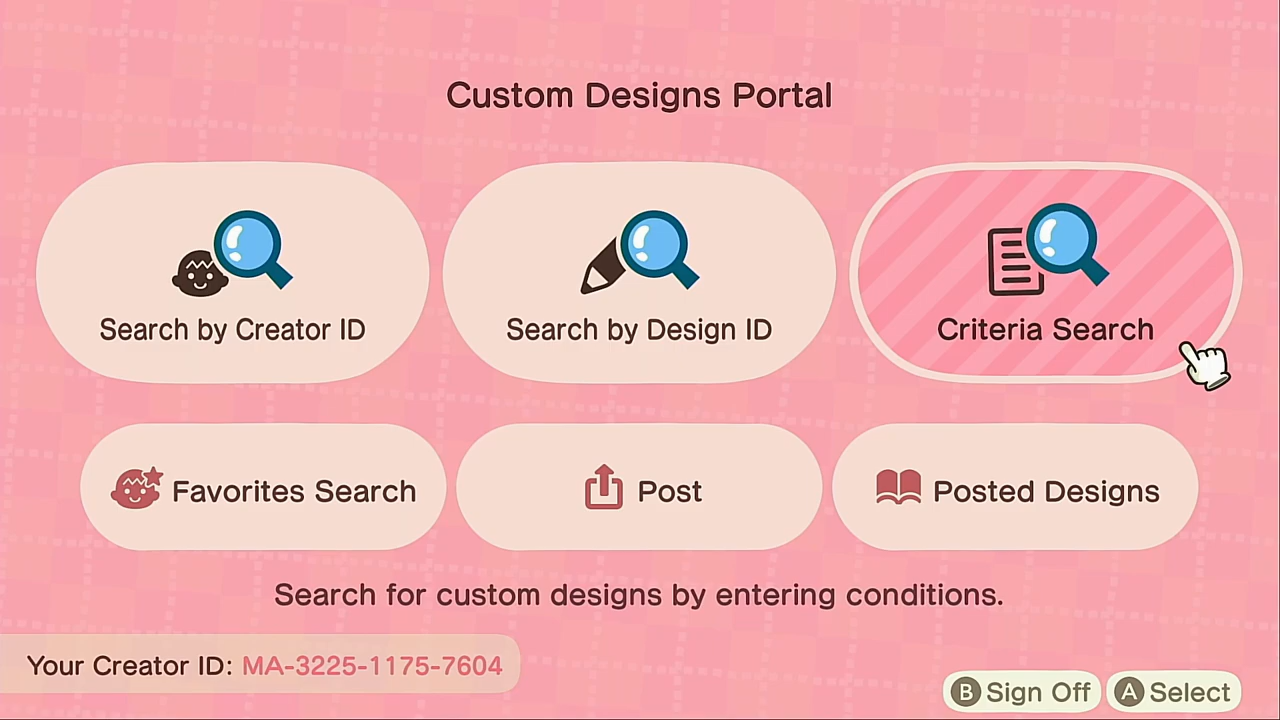 Custom Designs Portal
Search by Creator ID
Search by Design ID
Criteria Search
Favorites Search
Post
Posted Designs
Search for custom designs by entering conditions.
Your Creator ID: MA-3225-1175-7604
B Sign Off A Select